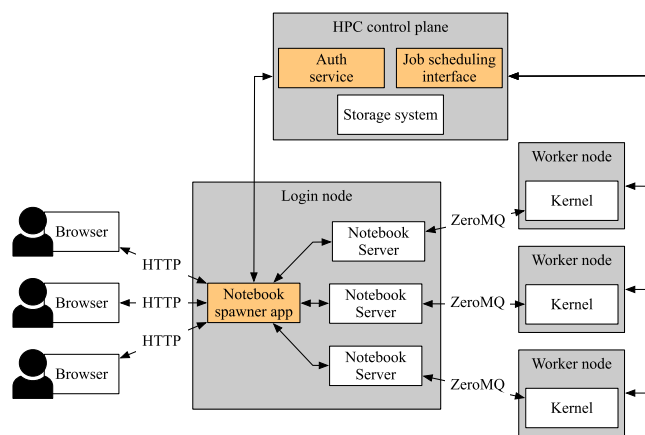 HPC control plane
Auth
service
Job scheduling
interface
Storage system
Login node
Worker node
Kernel
Notebook
Server
ZeroMQ
Browser
HTTP
Worker node
Kernel
Notebook
Server
ZeroMQ
Notebook
spawner app
Browser
HTTP
Worker node
Kernel
Notebook
Server
ZeroMQ
Browser
HTTP